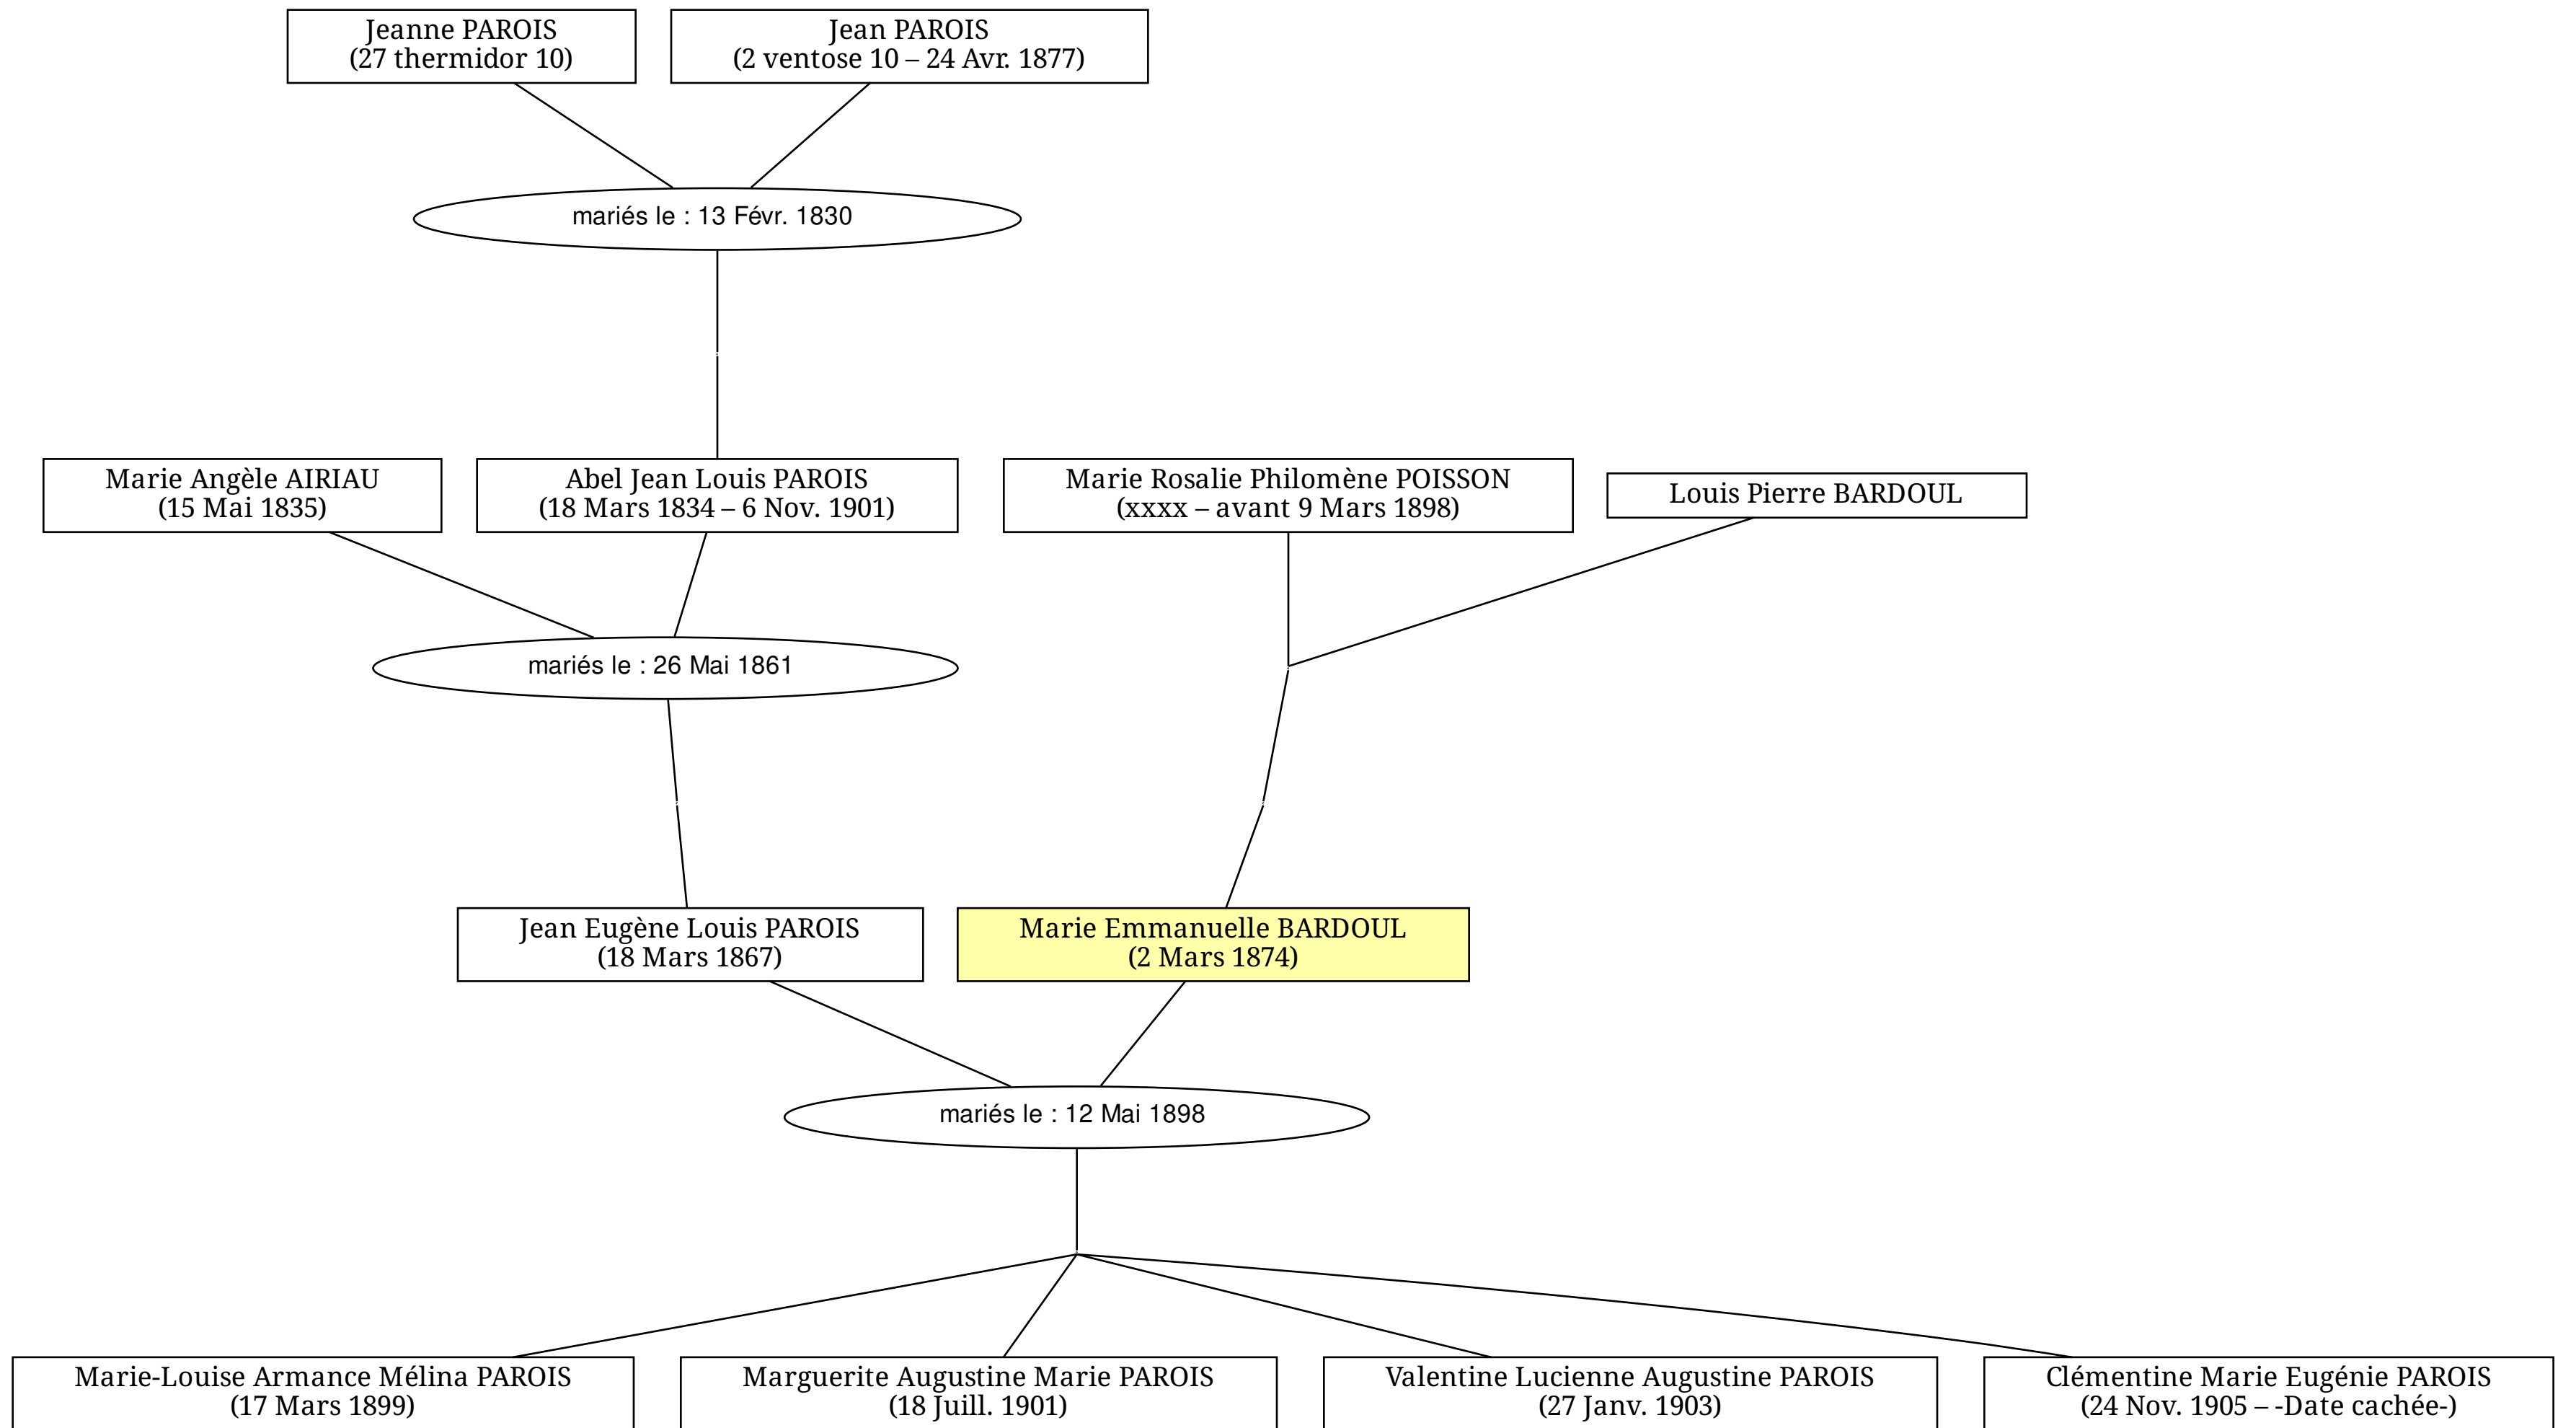 Jeanne PAROIS
(27 thermidor 10)
Jean PAROIS
(2 ventose 10 – 24 Avr. 1877)
mariés le : 13 Févr. 1830
Marie Angèle AIRIAU
(15 Mai 1835)
Abel Jean Louis PAROIS
(18 Mars 1834 – 6 Nov. 1901)
Marie Rosalie Philomène POISSON
(xxxx – avant 9 Mars 1898)
Louis Pierre BARDOUL
mariés le : 26 Mai 1861
Jean Eugène Louis PAROIS
(18 Mars 1867)
Marie Emmanuelle BARDOUL
(2 Mars 1874)
mariés le : 12 Mai 1898
Marie-Louise Armance Mélina PAROIS
(17 Mars 1899)
Marguerite Augustine Marie PAROIS
(18 Juill. 1901)
Valentine Lucienne Augustine PAROIS
(27 Janv. 1903)
Clémentine Marie Eugénie PAROIS
(24 Nov. 1905 – -Date cachée-)